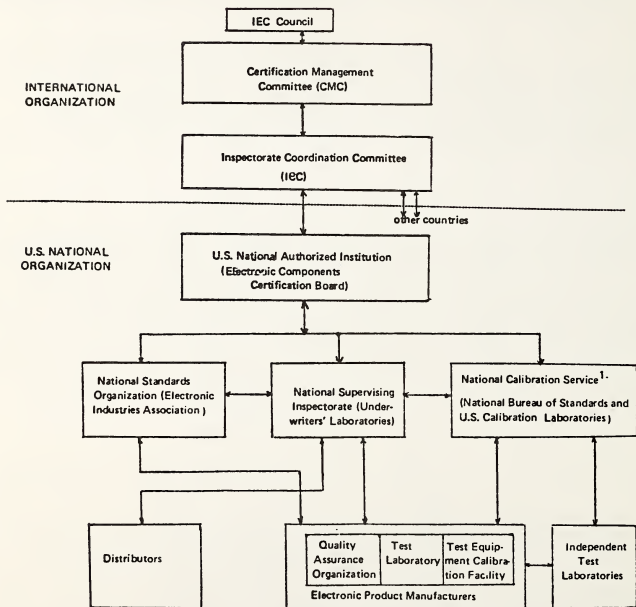 IEC Council
Certification Management
Committee (CMC)
INTERNATIONAL
ORGANIZATION
Inspectorate Coordination Committee
(IEC)
other countries
U.S. NATIONAL
ORGANIZATION
U.S. National Authorized Institution
(Electronic Components
Certification Board)
National Standards
Organization (Electronic
Industries Association)
National Supervising
Inspectorate (Under-
writers' Laboratories)
National Calibration Service1.
(National Bureau of Standards and
U.S. Calibration Laboratories)
Distributors
Quality
Assurance
Organization
Test
Laboratory
Test Equip-
ment Calibra-
tion Facility
Electronic Product Manufacturers
Independent
Test
Laboratories